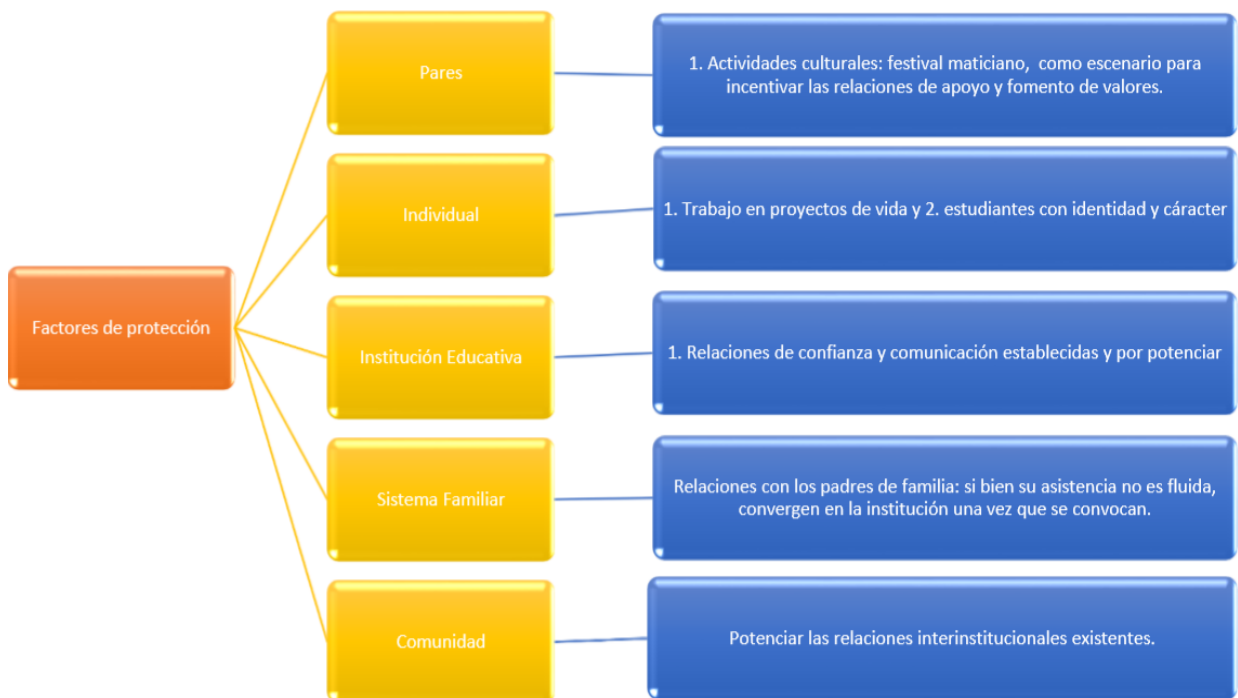 Factores de protección
Pares
1. Actividades culturales: festival maticiano, como escenario para
incentivar las relaciones de apoyo y fomento de valores.
Individual
1. Trabajo en proyectos de vida y 2. estudiantes con identidad y cáracter
Institución Educativa
1. Relaciones de confianza y comunicación establecidas y por potenciar
Sistema Familiar
Relaciones con los padres de familia: si bien su asistencia no es fluida,
convergen en la institución una vez que se convocan.
Comunidad
Potenciar las relaciones interinstitucionales existentes.